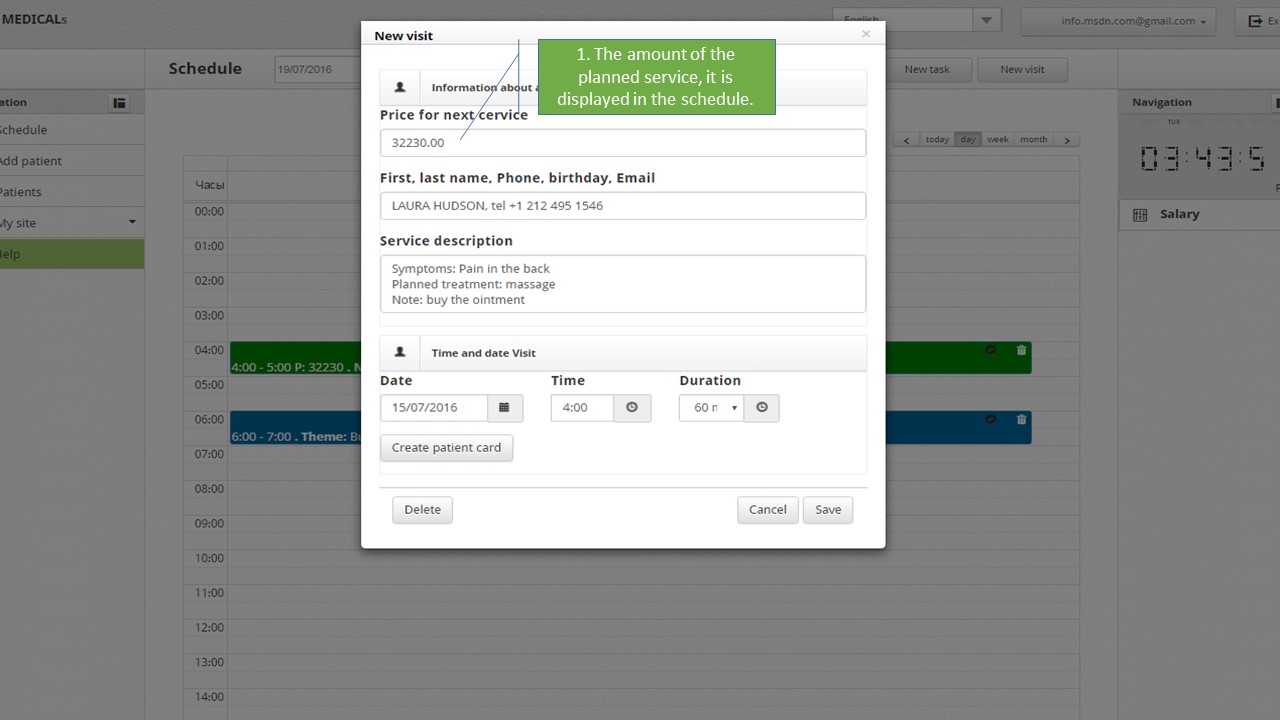 MEDICALs
English
info.msdn.com@gmail.com
Ex
Schedule
19/07/2016
New task
New visit
ation
Schedule
Add patient
Patients
My site
Help
New visit
×
1. The amount of the
planned service, it is
displayed in the schedule.
Information about a
Price for next cervice
32230.00
First, last name, Phone, birthday, Email
LAURA HUDSON, tel +1 212 495 1546
Service description
Symptoms: Pain in the back
Planned treatment: massage
Note: buy the ointment
Time and date Visit
Date
Time
Duration
15/07/2016
4:00
60 m
Create patient card
Delete
Cancel
Save
today
day
week
month
Часы
00:00
01:00
02:00
03:00
04:00
4:00 - 5:00 P: 32230 . N
05:00
06:00
6:00 - 7:00 . Theme: Bu
07:00
08:00
09:00
10:00
11:00
12:00
13:00
14:00
Navigation
TUE
03:43:5
Salary